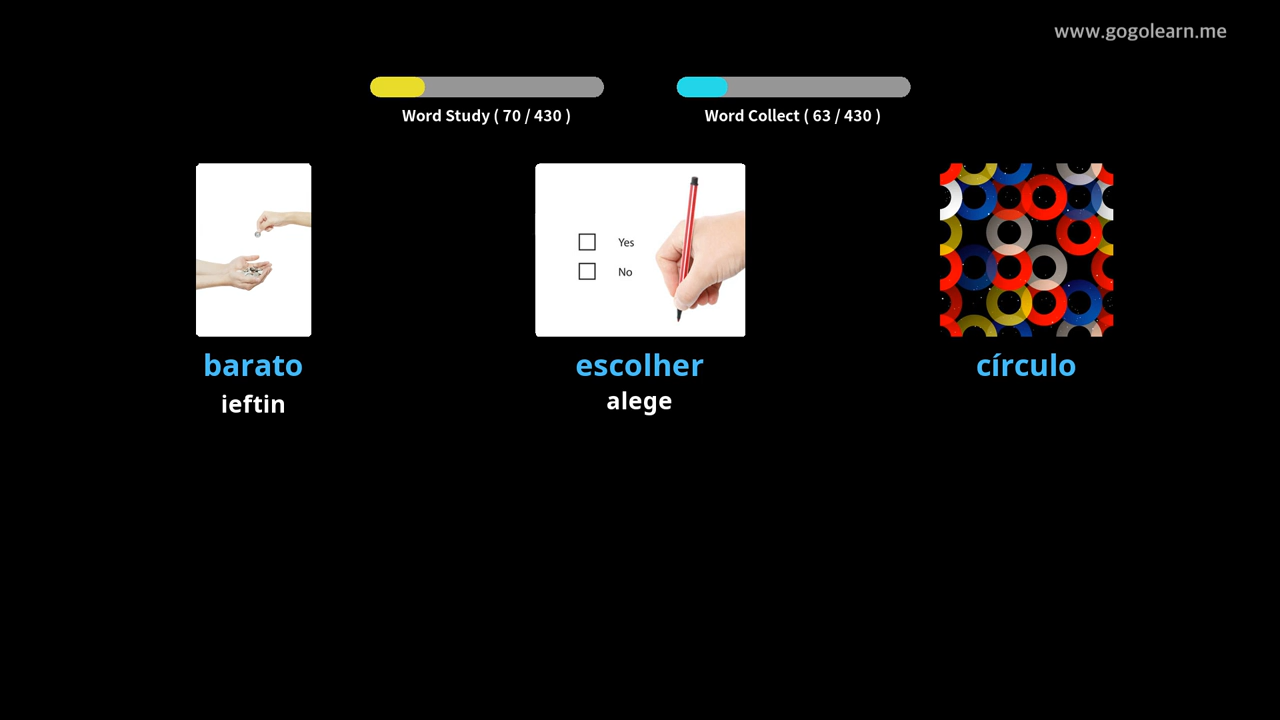 www.gogolearn.me
Word Study ( 70 / 430 )
Word Collect ( 63 / 430 )
Yes
No
barato
escolher
círculo
ieftin
alege